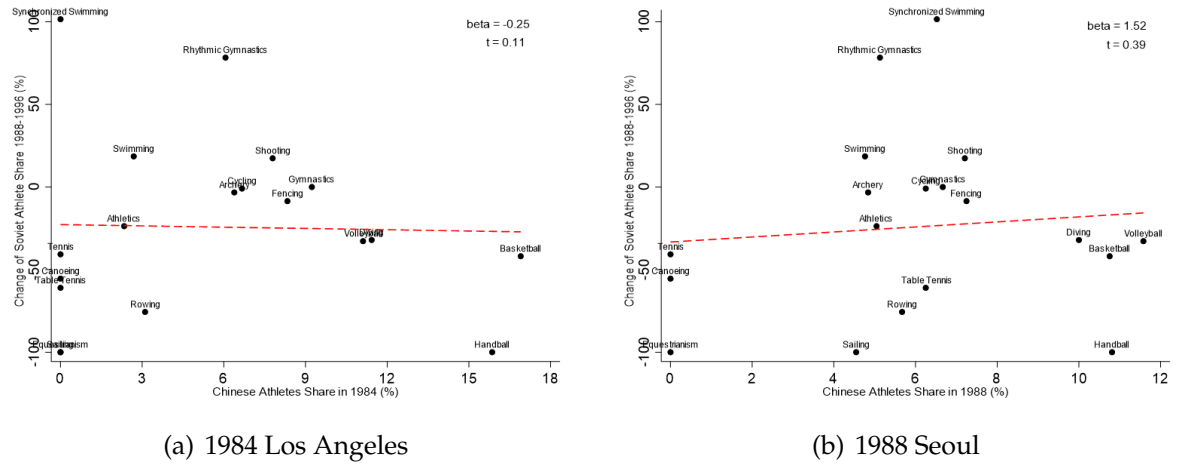 Synchronized Swimming
beta = -0.25
t = 0.11
Rhythmic Gymnastics
Swimming
Shooting
Cycling
Archery
Gymnastics
Fencing
Athletics
Volleyball
Diving
Tennis
Basketball
Canoeing
Table Tennis
Rowing
Equestrianism
Sailing
Handball
Change of Soviet Athlete Share 1988-1996 (%)
100
50
0
-50
-100
0 3 6 9 12 15 18
Chinese Athletes Share in 1984 (%)
(a) 1984 Los Angeles
Synchronized Swimming
beta = 1.52
t = 0.39
Rhythmic Gymnastics
Swimming
Shooting
Archery
Cycling
Gymnastics
Fencing
Athletics
Diving
Volleyball
Tennis
Basketball
Canoeing
Table Tennis
Rowing
Equestrianism
Sailing
Handball
Change of Soviet Athlete Share 1988-1996 (%)
100
50
0
-50
-100
0 2 4 6 8 10 12
Chinese Athletes Share in 1988 (%)
(b) 1988 Seoul